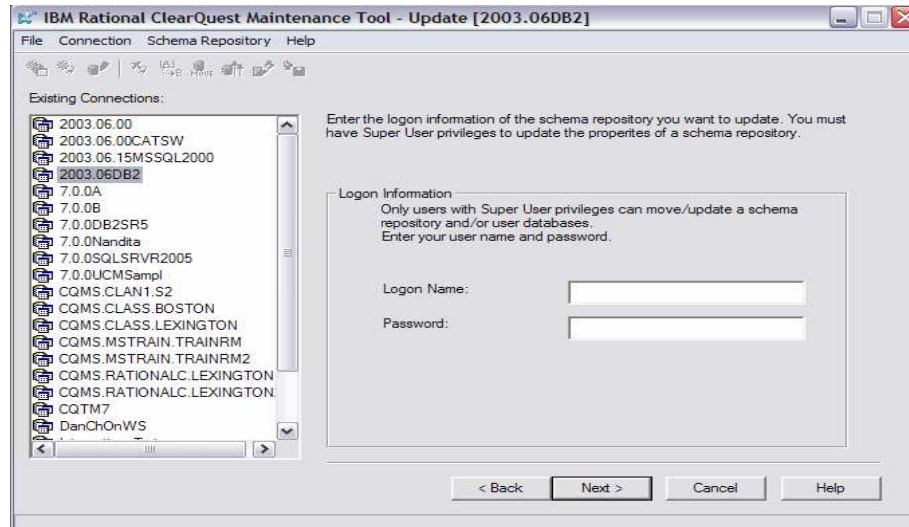 IBM Rational ClearQuest Maintenance Tool - Update [2003.06DB2]
File Connection Schema Repository Help
Existing Connections:
2003.06.00
2003.06.00CATSW
2003.06.15MSSQL2000
2003.06DB2
7.0.0A
7.0.0B
7.0.0DB2SR5
7.0.0Nandita
7.0.0SQLSRVR2005
7.0.0UCMSampl
CQMS.CLAN1.S2
CQMS.CLASS.BOSTON
CQMS.CLASS.LEXINGTON
CQMS.MSTRAIN.TRAINRM
CQMS.MSTRAIN.TRAINRM2
CQMS.RATIONALC.LEXINGTON
CQMS.RATIONALC.LEXINGTON
CQTM7
DanChOnWS
Enter the logon information of the schema repository you want to update. You must
have Super User privileges to update the properites of a schema repository.
Logon Information
Only users with Super User privileges can move/update a schema
repository and/or user databases.
Enter your user name and password.
Logon Name:
Password:
< Back Next > Cancel Help